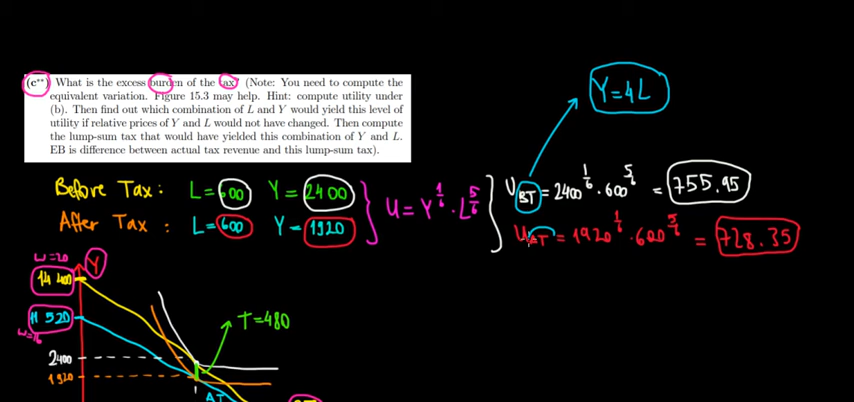 (c**) What is the excess burden of the tax? (Note: You need to compute the
equivalent variation. Figure 15.3 may help. Hint: compute utility under
(b). Then find out which combination of L and Y would yield this level of
utility if relative prices of Y and L would not have changed. Then compute
the lump-sum tax that would have yielded this combination of Y and L.
EB is difference between actual tax revenue and this lump-sum tax).
Y=4L
Before Tax: L=600 Y=2400
After Tax: L=600 Y=1920
U=Y^1/6 · L^5/6
U_BT = 2400^1/6 · 600^5/6 = 755.95
U_AT = 1920^1/6 · 600^5/6 = 728.35
w=20
Y
14 400
11 520
w=16
T=480
2400
1920
AT